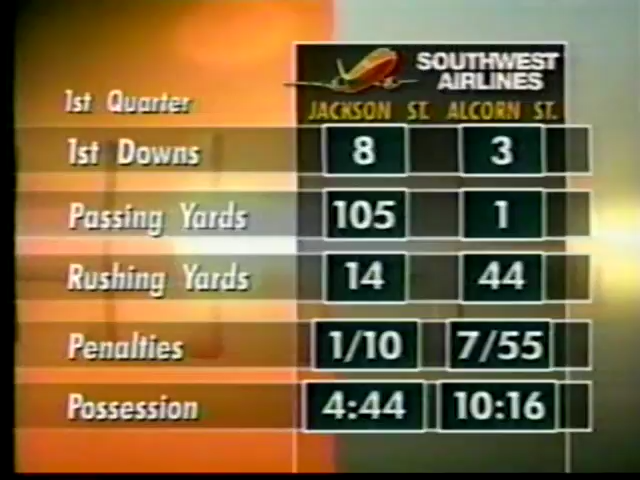 SOUTHWEST
AIRLINES
1st Quarter JACKSON ST. ALCORN ST.
1st Downs 8 3
Passing Yards 105 1
Rushing Yards 14 44
Penalties 1/10 7/55
Possession 4:44 10:16